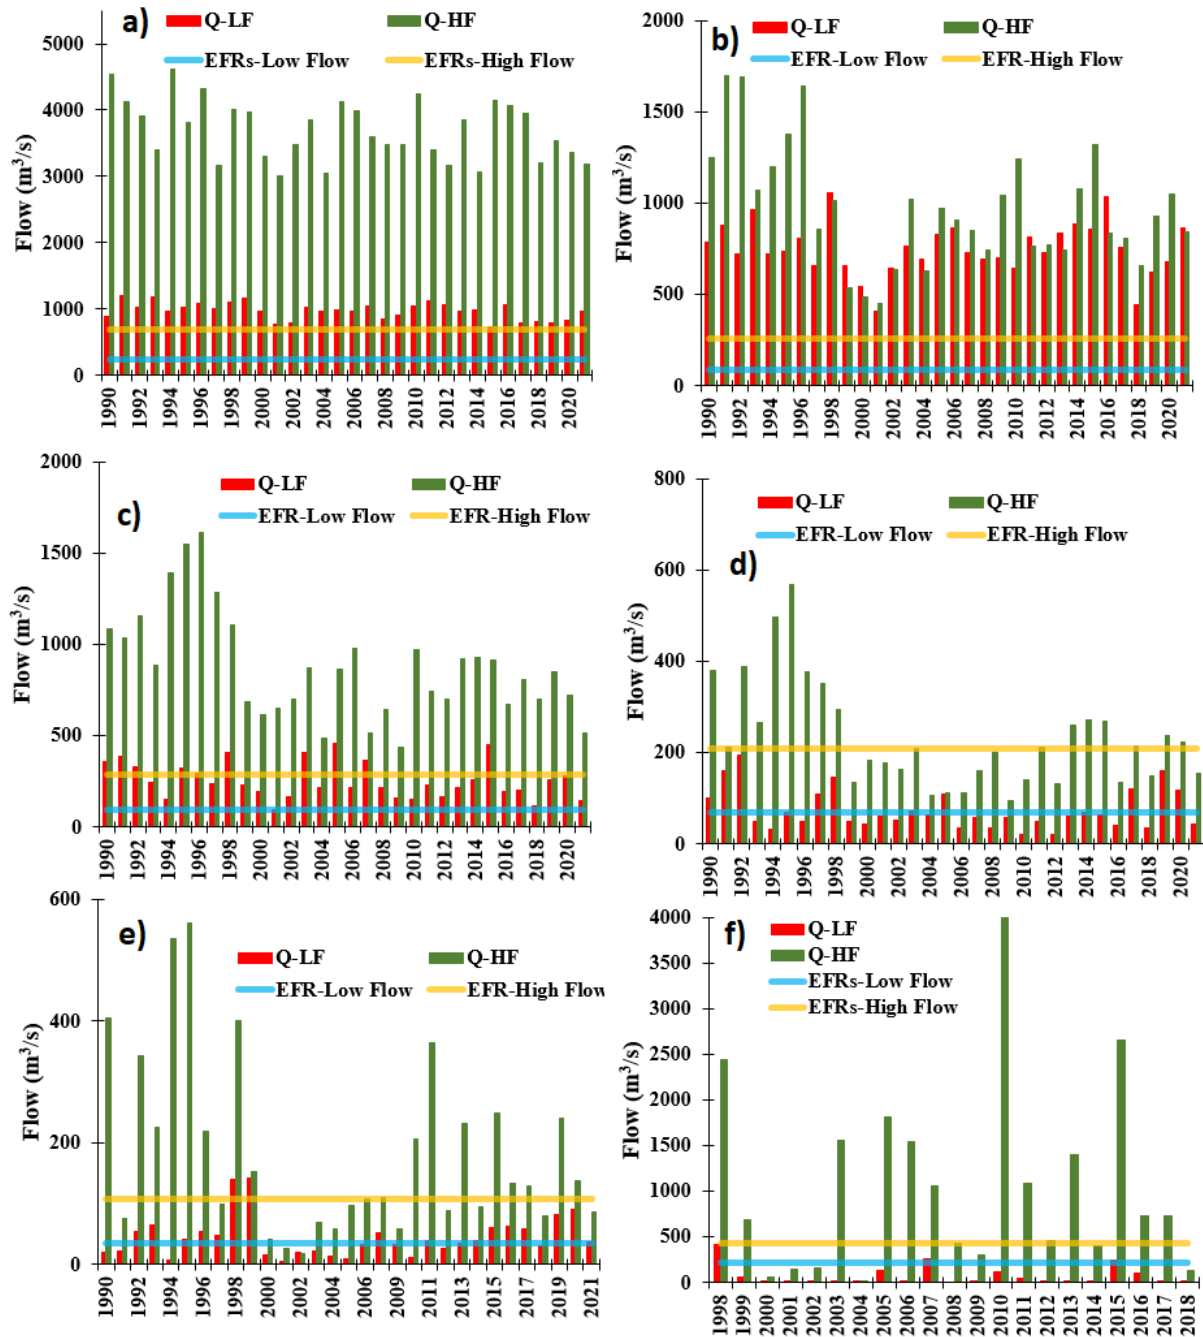 a)
Q-LF
Q-HF
EFRs-Low Flow
EFRs-High Flow
Flow (m³/s)
5000
4000
3000
2000
1000
0
1990 1992 1994 1996 1998 2000 2002 2004 2006 2008 2010 2012 2014 2016 2018 2020
b)
Q-LF
Q-HF
EFR-Low Flow
EFR-High Flow
Flow (m³/s)
2000
1500
1000
500
0
1990 1992 1994 1996 1998 2000 2002 2004 2006 2008 2010 2012 2014 2016 2018 2020
c)
Q-LF
Q-HF
EFR-Low Flow
EFR-High Flow
Flow (m³/s)
2000
1500
1000
500
0
1990 1992 1994 1996 1998 2000 2002 2004 2006 2008 2010 2012 2014 2016 2018 2020
d)
Q-LF
Q-HF
EFR-Low Flow
EFR-High Flow
Flow (m³/s)
800
600
400
200
0
1990 1992 1994 1996 1998 2000 2002 2004 2006 2008 2010 2012 2014 2016 2018 2020
e)
Q-LF
Q-HF
EFR-Low Flow
EFR-High Flow
Flow (m³/s)
600
400
200
0
1990 1992 1994 1996 1998 2000 2002 2004 2006 2009 2011 2013 2015 2017 2019 2021
f)
Q-LF
Q-HF
EFRs-Low Flow
EFRs-High Flow
Flow (m³/s)
4000
3500
3000
2500
2000
1500
1000
500
0
1998 1999 2000 2001 2002 2003 2004 2005 2006 2007 2008 2009 2010 2011 2012 2013 2014 2015 2016 2017 2018